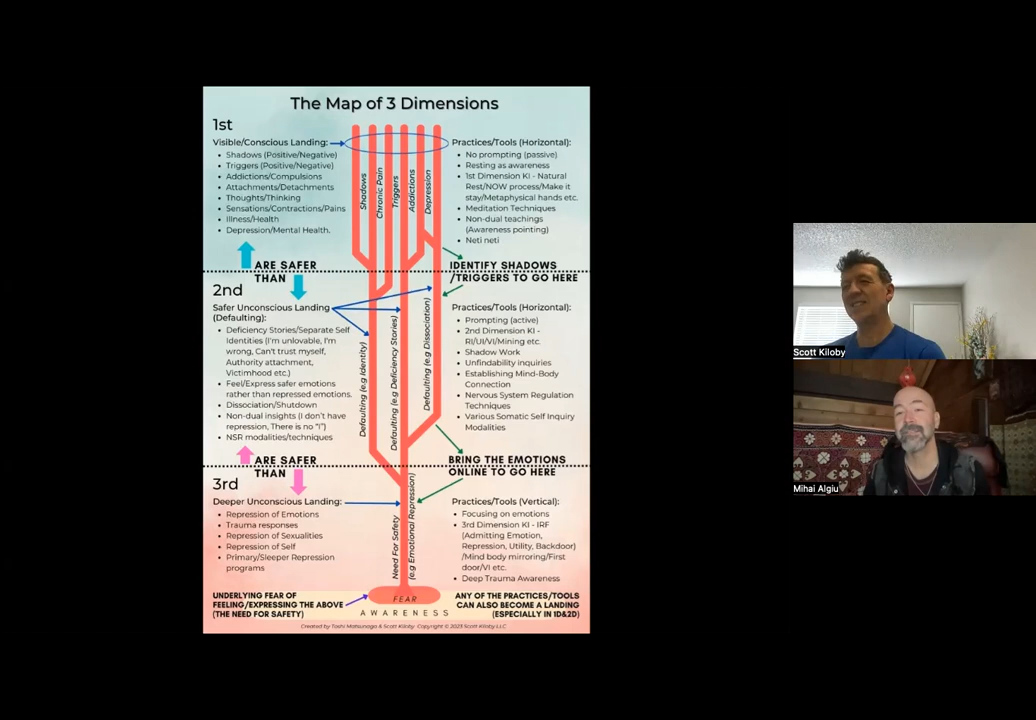 The Map of 3 Dimensions
1st
Visible/Conscious Landing:
Shadows (Positive/Negative)
Triggers (Positive/Negative)
Addictions/Compulsions
Attachments/Detachments
Thoughts/Thinking
Sensations/Contractions/Pains
Illness/Health
Depression/Mental Health.
Shadows
Chronic Pain
Triggers
Addictions
Depression
Practices/Tools (Horizontal):
No prompting (passive)
Resting as awareness
1st Dimension KI - Natural
Rest/NOW process/Make it
stay/Metaphysical hands etc.
Meditation Techniques
Non-dual teachings
(Awareness pointing)
Neti neti
ARE SAFER
THAN
IDENTIFY SHADOWS
/TRIGGERS TO GO HERE
2nd
Safer Unconscious Landing
(Defaulting):
Deficiency Stories/Separate Self
Identities (I'm unlovable, I'm
wrong, Can't trust myself,
Authority attachment,
Victimhood etc.)
Feel/Express safer emotions
rather than repressed emotions.
Dissociation/Shutdown
Non-dual insights (I don't have
repression, There is no "I")
NSR modalities/techniques
Defaulting (e.g Identity)
Defaulting (e.g Deficiency Stories)
Defaulting (e.g Dissociation)
Practices/Tools (Horizontal):
Prompting (active)
2nd Dimension KI -
RI/UI/VI/Mining etc.
Shadow Work
Unfindability inquiries
Establishing Mind-Body
Connection
Nervous System Regulation
Techniques
Various Somatic Self Inquiry
Modalities
ARE SAFER
THAN
BRING THE EMOTIONS
ONLINE TO GO HERE
3rd
Deeper Unconscious Landing:
Repression of Emotions
Trauma responses
Repression of Sexualities
Repression of Self
Primary/Sleeper Repression
programs
Need For Safety
(e.g Emotional Repression)
Practices/Tools (Vertical):
Focusing on emotions
3rd Dimension KI - IRF
(Admitting Emotion,
Repression, Utility, Backdoor)
/Mind body mirroring/First
door/VI etc.
Deep Trauma Awareness
UNDERLYING FEAR OF
FEELING/EXPRESSING THE ABOVE
(THE NEED FOR SAFETY)
FEAR
AWARENESS
ANY OF THE PRACTICES/TOOLS
CAN ALSO BECOME A LANDING
(ESPECIALLY IN 1D&2D)
Created by Toshi Matsunaga & Scott Kiloby Copyright © 2023 Scott Kiloby LLC
Scott Kiloby
Mihai Algiu